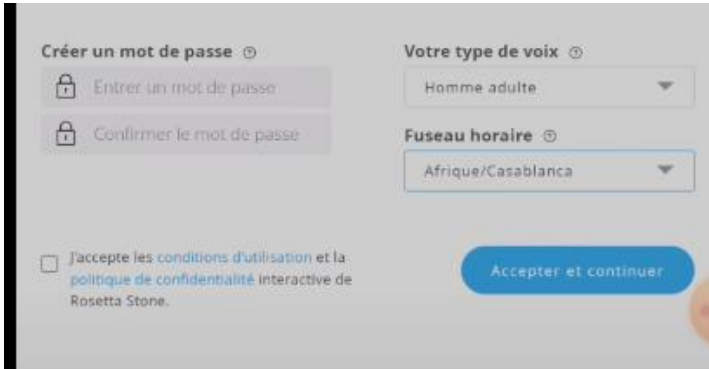 Créer un mot de passe
Entrer un mot de passe
Confirmer le mot de passe
Votre type de voix
Homme adulte
Fuseau horaire
Afrique/Casablanca
J'accepte les conditions d'utilisation et la
politique de confidentialité interactive de
Rosetta Stone.
Accepter et continuer